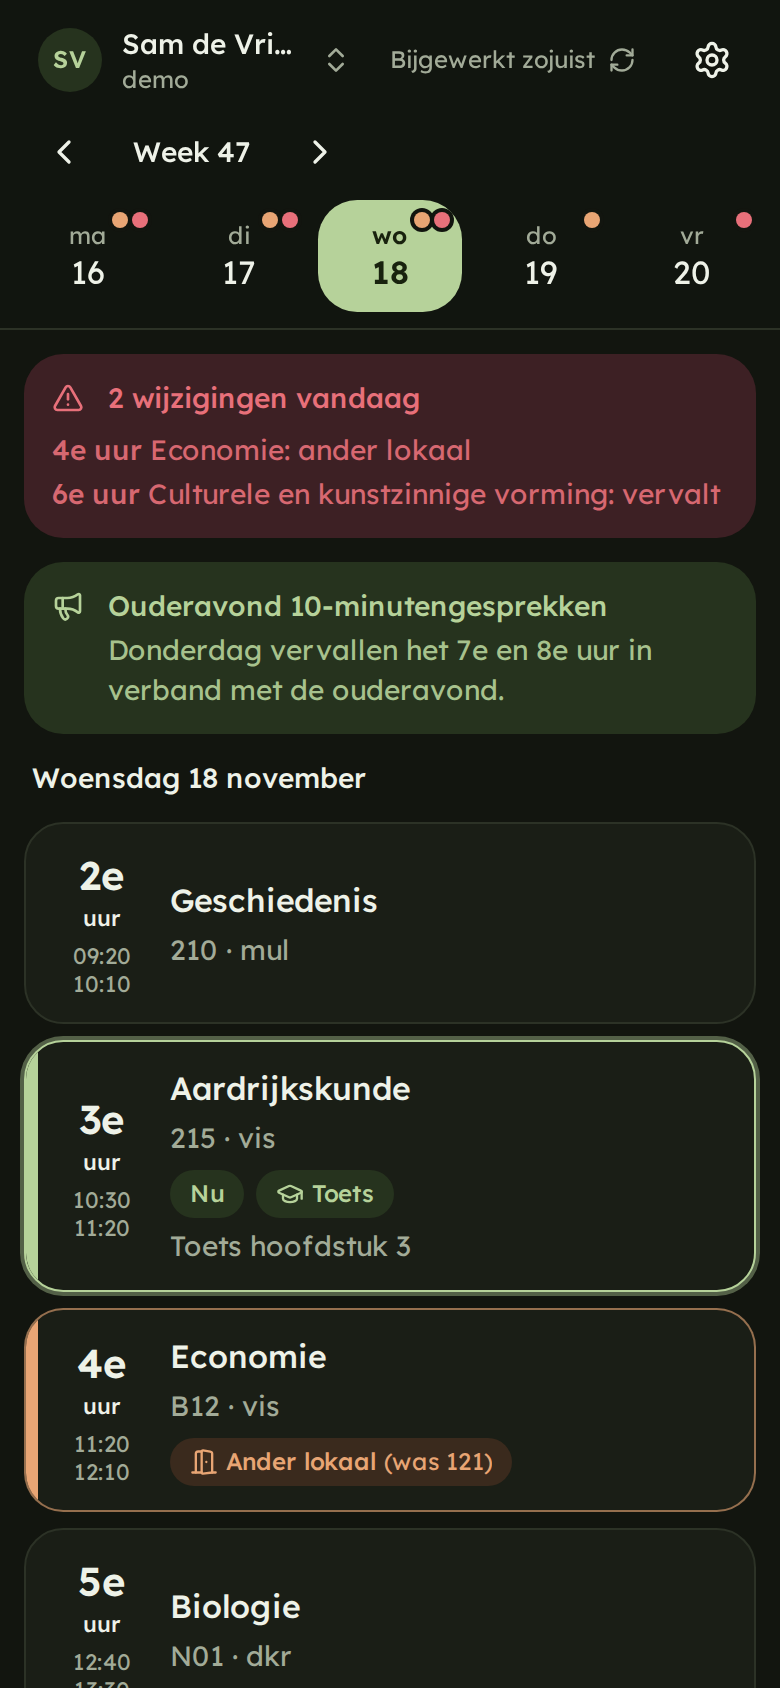 SV
Sam de Vri...
demo
Bijgewerkt zojuist
Week 47
ma
16
di
17
wo
18
do
19
vr
20
2 wijzigingen vandaag
4e uur Economie: ander lokaal
6e uur Culturele en kunstzinnige vorming: vervalt
Ouderavond 10-minutengesprekken
Donderdag vervallen het 7e en 8e uur in
verband met de ouderavond.
Woensdag 18 november
2e
uur
09:20
10:10
Geschiedenis
210 · mul
3e
uur
10:30
11:20
Aardrijkskunde
215 · vis
Nu
Toets
Toets hoofdstuk 3
4e
uur
11:20
12:10
Economie
B12 · vis
Ander lokaal (was 121)
5e
uur
12:40
Biologie
N01 · dkr